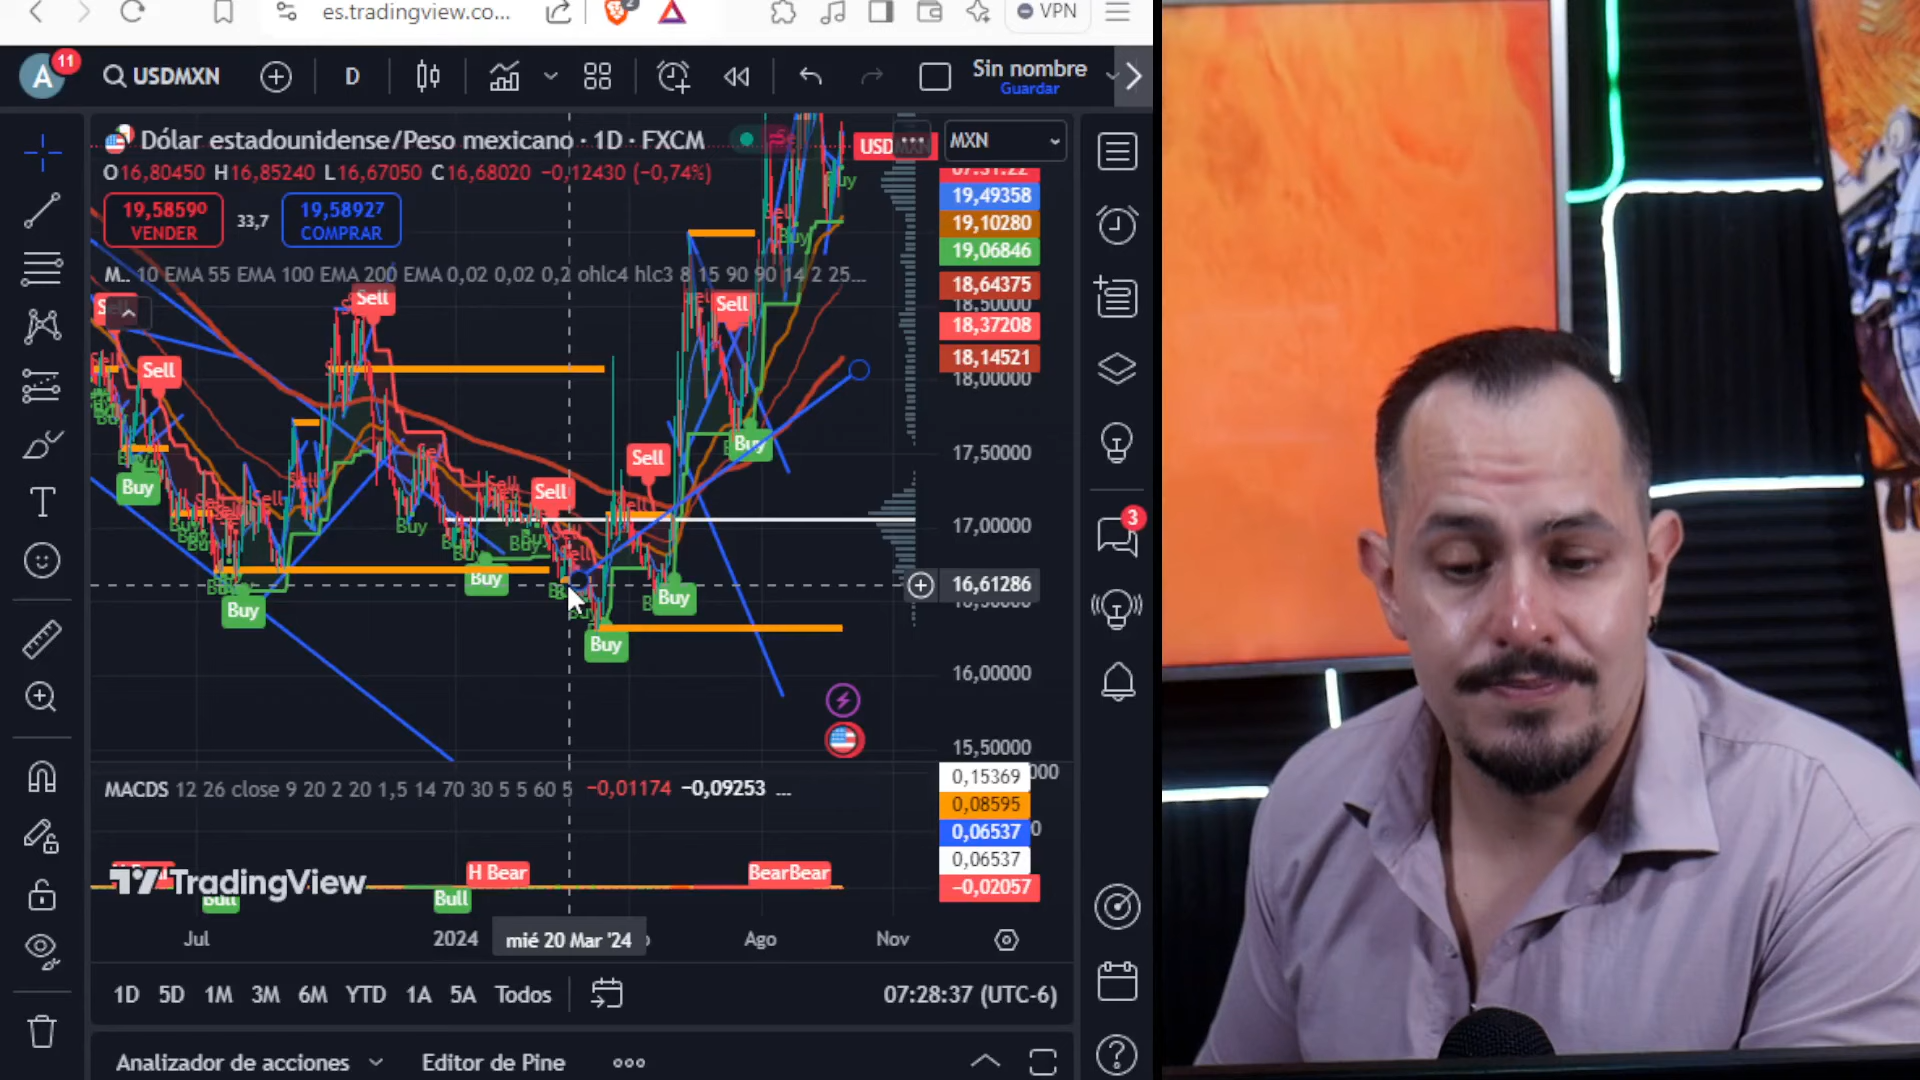 es.tradingview.co...
2
VPN
A
11
USDMXN
D
Sin nombre
Guardar
Dólar estadounidense/Peso mexicano · 1D · FXCM
MXN
O16,80450 H16,85240 L16,67050 C16,68020 −0,12430 (−0,74%)
19,58590
VENDER
33,7
19,58927
COMPRAR
10 EMA 55 EMA 100 EMA 200 EMA 0,02 0,02 0,2 ohlc4 hlc3 8 15 90 90 14 2 25...
19,49358
19,10280
19,06846
18,64375
18,50000
18,37208
18,14521
18,00000
17,50000
17,00000
16,61286
16,00000
15,50000
Sell
Sell
Sell
Sell
Sell
Buy
Buy
Buy
Buy
Buy
Buy
3
MACDS 12 26 close 9 20 2 20 1,5 14 70 30 5 5 60 5 −0,01174 −0,09253 ...
0,15369
0,08595
0,06537
0,06537
−0,02057
TradingView
H Bear
BearBear
Bull
Bull
Jul
2024
mié 20 Mar '24
Ago
Nov
1D 5D 1M 3M 6M YTD 1A 5A Todos
07:28:37 (UTC-6)
Analizador de acciones
Editor de Pine